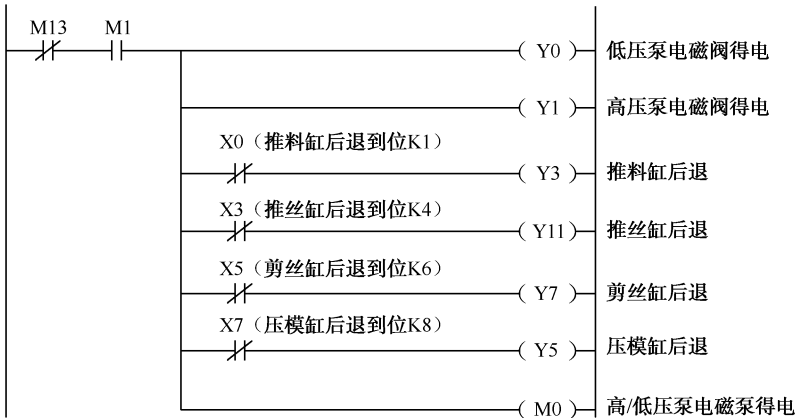 M13 M1
( Y0 ) 低压泵电磁阀得电
( Y1 ) 高压泵电磁阀得电
X0（推料缸后退到位K1）
( Y3 ) 推料缸后退
X3（推丝缸后退到位K4）
( Y11 ) 推丝缸后退
X5（剪丝缸后退到位K6）
( Y7 ) 剪丝缸后退
X7（压模缸后退到位K8）
( Y5 ) 压模缸后退
( M0 ) 高/低压泵电磁泵得电